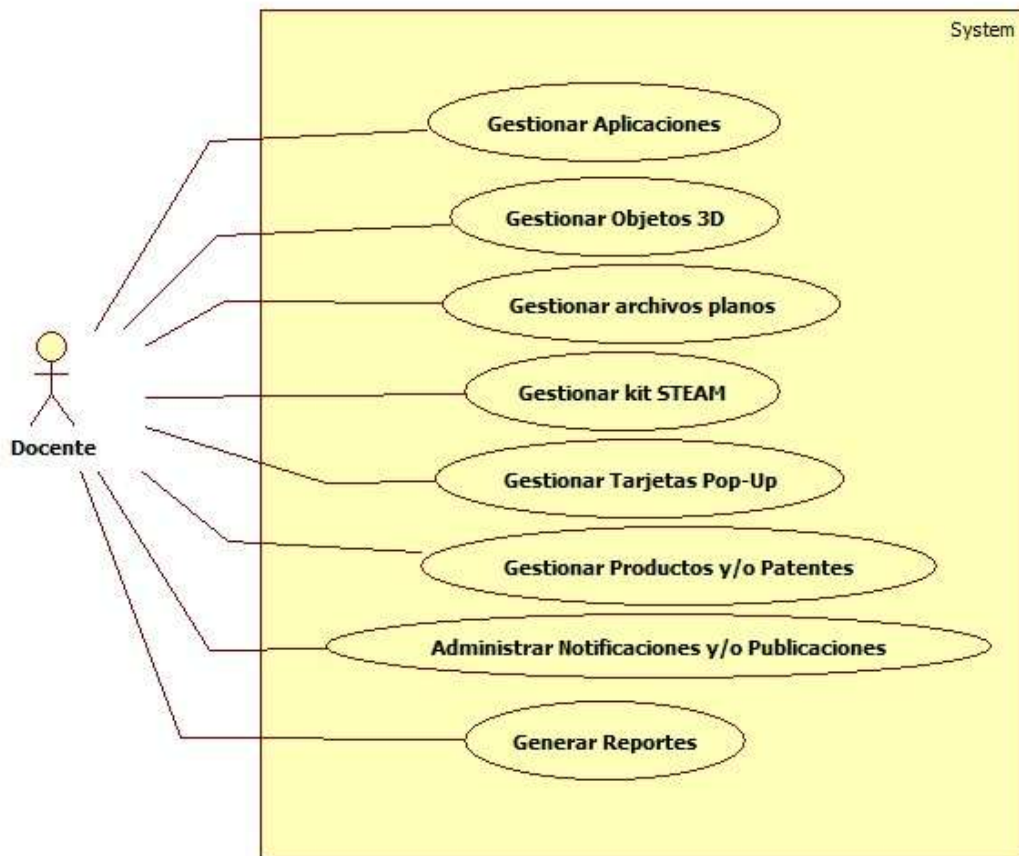 System
Gestionar Aplicaciones
Gestionar Objetos 3D
Gestionar archivos planos
Gestionar kit STEAM
Docente
Gestionar Tarjetas Pop-Up
Gestionar Productos y/o Patentes
Administrar Notificaciones y/o Publicaciones
Generar Reportes